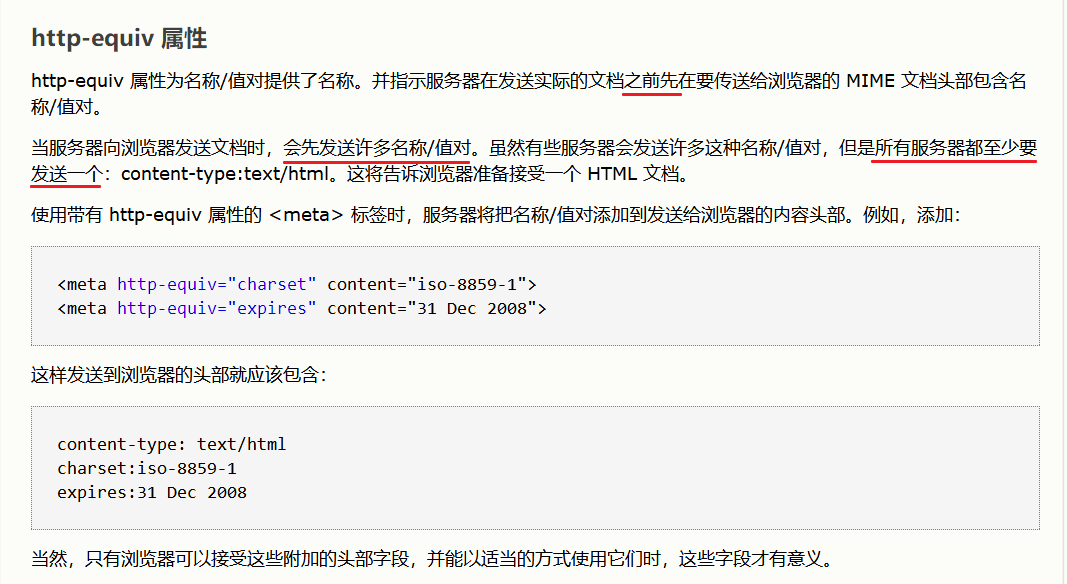 http-equiv 属性
http-equiv 属性为名称/值对提供了名称。并指示服务器在发送实际的文档之前先在要传送给浏览器的 MIME 文档头部包含名
称/值对。
当服务器向浏览器发送文档时，会先发送许多名称/值对。虽然有些服务器会发送许多这种名称/值对，但是所有服务器都至少要
发送一个：content-type:text/html。这将告诉浏览器准备接受一个 HTML 文档。
使用带有 http-equiv 属性的 <meta> 标签时，服务器将把名称/值对添加到发送给浏览器的内容头部。例如，添加：
<meta http-equiv="charset" content="iso-8859-1">
<meta http-equiv="expires" content="31 Dec 2008">
这样发送到浏览器的头部就应该包含：
content-type: text/html
charset:iso-8859-1
expires:31 Dec 2008
当然，只有浏览器可以接受这些附加的头部字段，并能以适当的方式使用它们时，这些字段才有意义。